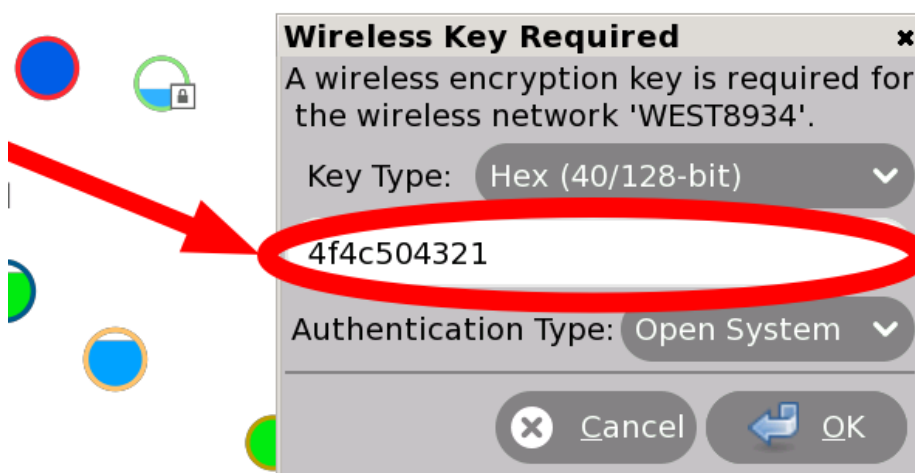 Wireless Key Required
A wireless encryption key is required for
the wireless network 'WEST8934'.
Key Type: Hex (40/128-bit)
4f4c504321
Authentication Type: Open System
Cancel OK